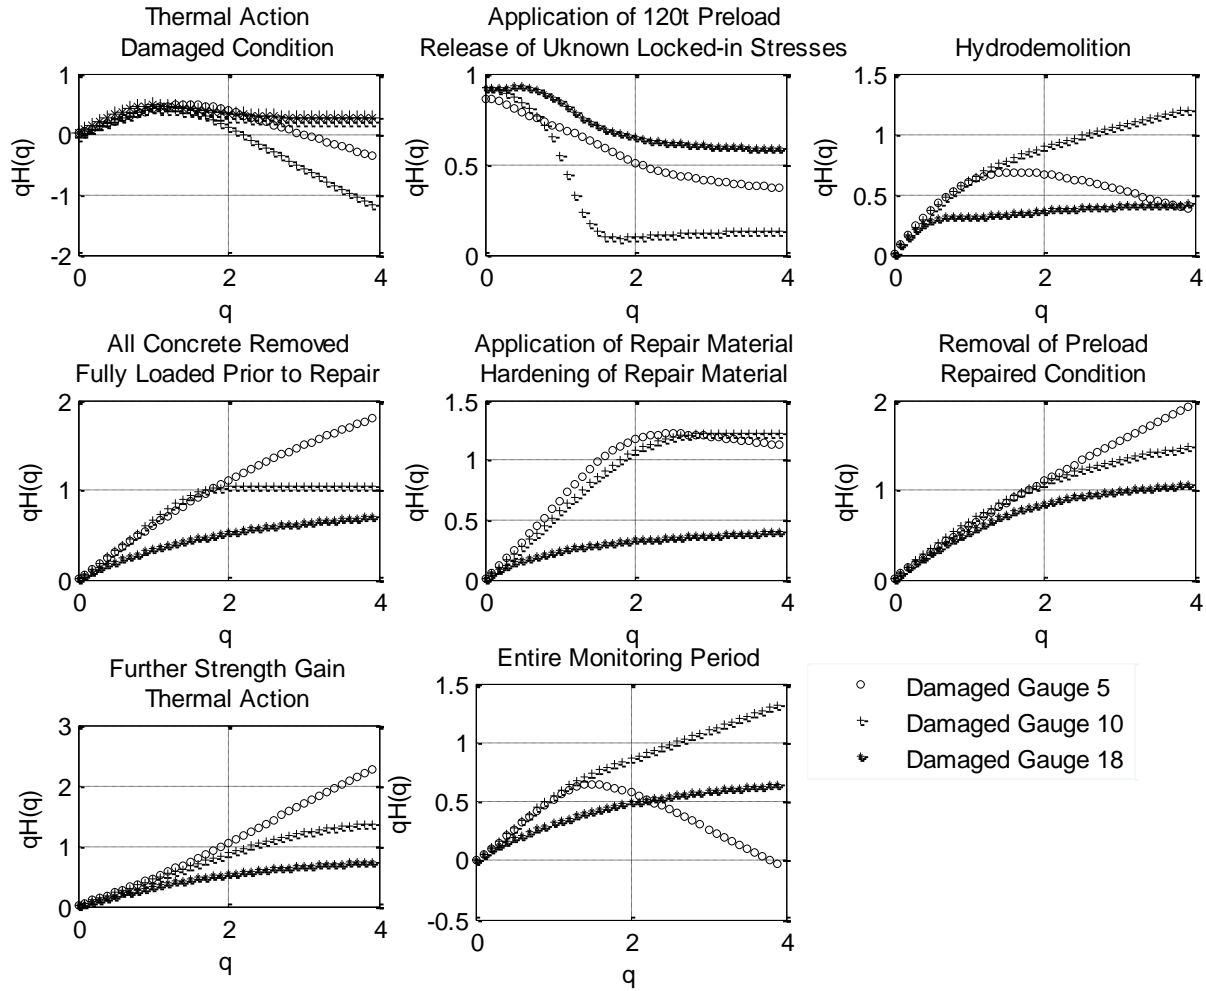 Thermal Action
Damaged Condition
1
0
-1
-2
0
2
4
qH(q)
q
Application of 120t Preload
Release of Uknown Locked-in Stresses
1
0.5
0
0
2
4
qH(q)
q
Hydrodemolition
1.5
1
0.5
0
0
2
4
qH(q)
q
All Concrete Removed
Fully Loaded Prior to Repair
2
1
0
0
2
4
qH(q)
q
Application of Repair Material
Hardening of Repair Material
1.5
1
0.5
0
0
2
4
qH(q)
q
Removal of Preload
Repaired Condition
2
1
0
0
2
4
qH(q)
q
Further Strength Gain
Thermal Action
3
2
1
0
0
2
4
qH(q)
q
Entire Monitoring Period
1.5
1
0.5
0
-0.5
0
2
4
qH(q)
q
Damaged Gauge 5
Damaged Gauge 10
Damaged Gauge 18